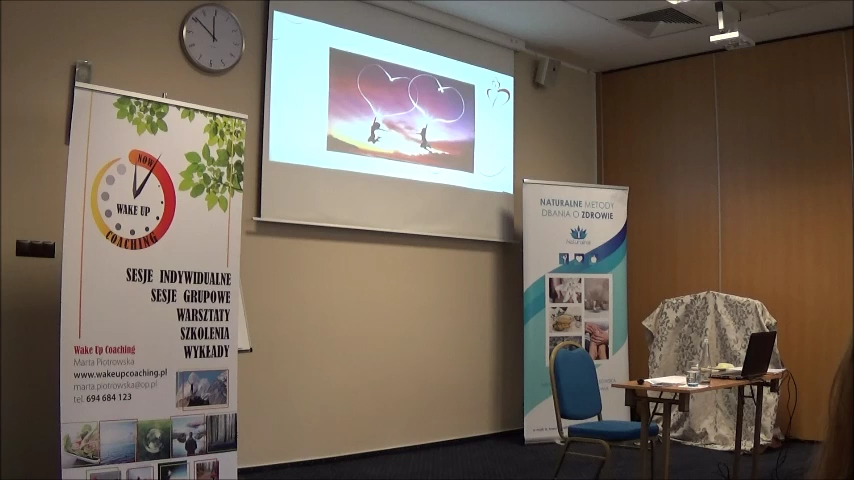 NOW
WAKE UP
COACHING
SESJE INDYWIDUALNE
SESJE GRUPOWE
WARSZTATY
SZKOLENIA
WYKŁADY
Wake Up Coaching
Marta Piotrowska
www.wakeupcoaching.pl
marta.piotrowska@op.pl
tel. 694 684 123
NATURALNE METODY
DBANIA O ZDROWIE